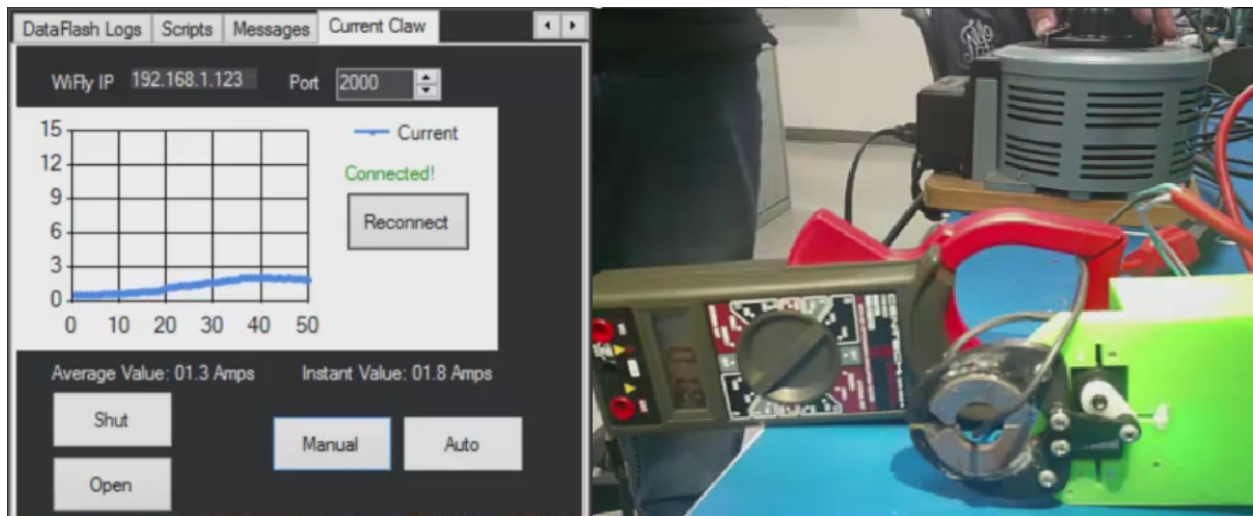 DataFlash Logs Scripts Messages Current Claw
WiFly IP 192.168.1.123 Port 2000
15
12
9
6
3
0
0 10 20 30 40 50
Current
Connected!
Reconnect
Average Value: 01.3 Amps Instant Value: 01.8 Amps
Shut
Open
Manual
Auto